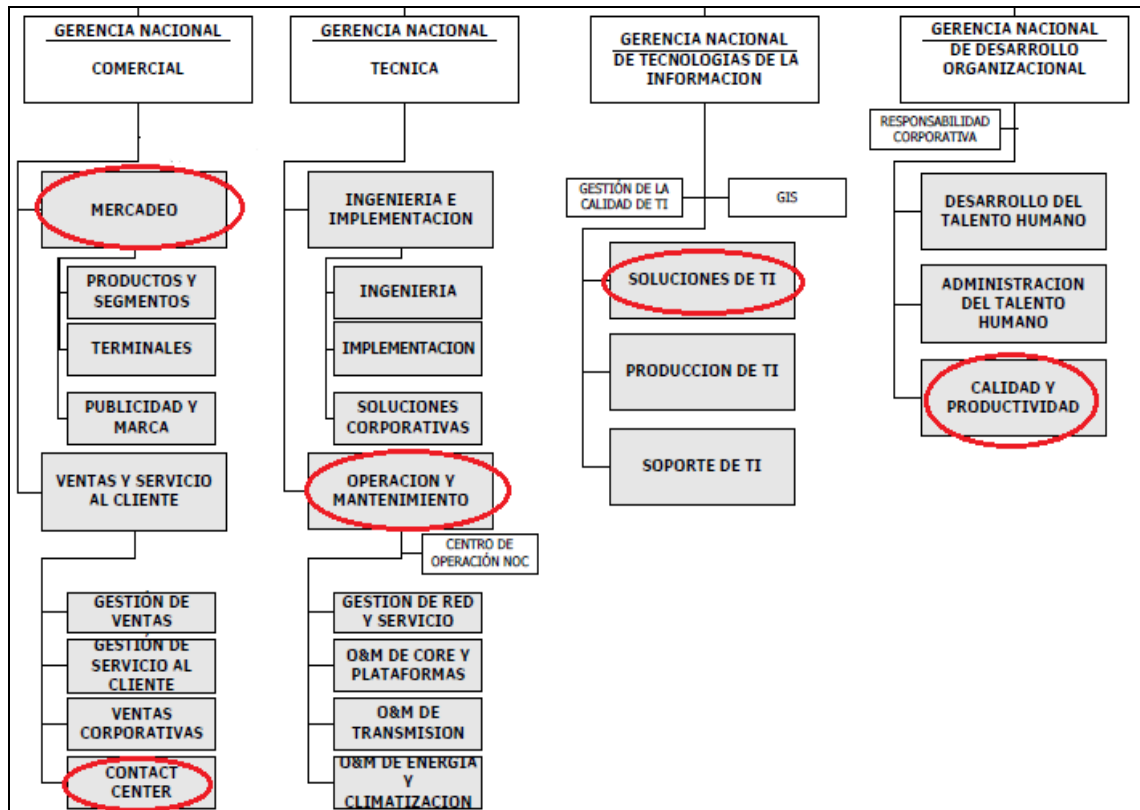 GERENCIA NACIONAL
COMERCIAL
MERCADEO
PRODUCTOS Y
SEGMENTOS
TERMINALES
PUBLICIDAD Y
MARCA
VENTAS Y SERVICIO
AL CLIENTE
GESTIÓN DE
VENTAS
GESTIÓN DE
SERVICIO AL
CLIENTE
VENTAS
CORPORATIVAS
CONTACT
CENTER
GERENCIA NACIONAL
TECNICA
INGENIERIA E
IMPLEMENTACION
INGENIERIA
IMPLEMENTACION
SOLUCIONES
CORPORATIVAS
OPERACION Y
MANTENIMIENTO
CENTRO DE
OPERACIÓN NOC
GESTION DE RED
Y SERVICIO
O&M DE CORE Y
PLATAFORMAS
O&M DE
TRANSMISION
O&M DE ENERGIA
Y
CLIMATIZACION
GERENCIA NACIONAL
DE TECNOLOGIAS DE LA
INFORMACION
GESTIÓN DE LA
CALIDAD DE TI
GIS
SOLUCIONES DE TI
PRODUCCION DE TI
SOPORTE DE TI
GERENCIA NACIONAL
DE DESARROLLO
ORGANIZACIONAL
RESPONSABILIDAD
CORPORATIVA
DESARROLLO DEL
TALENTO HUMANO
ADMINISTRACION
DEL TALENTO
HUMANO
CALIDAD Y
PRODUCTIVIDAD